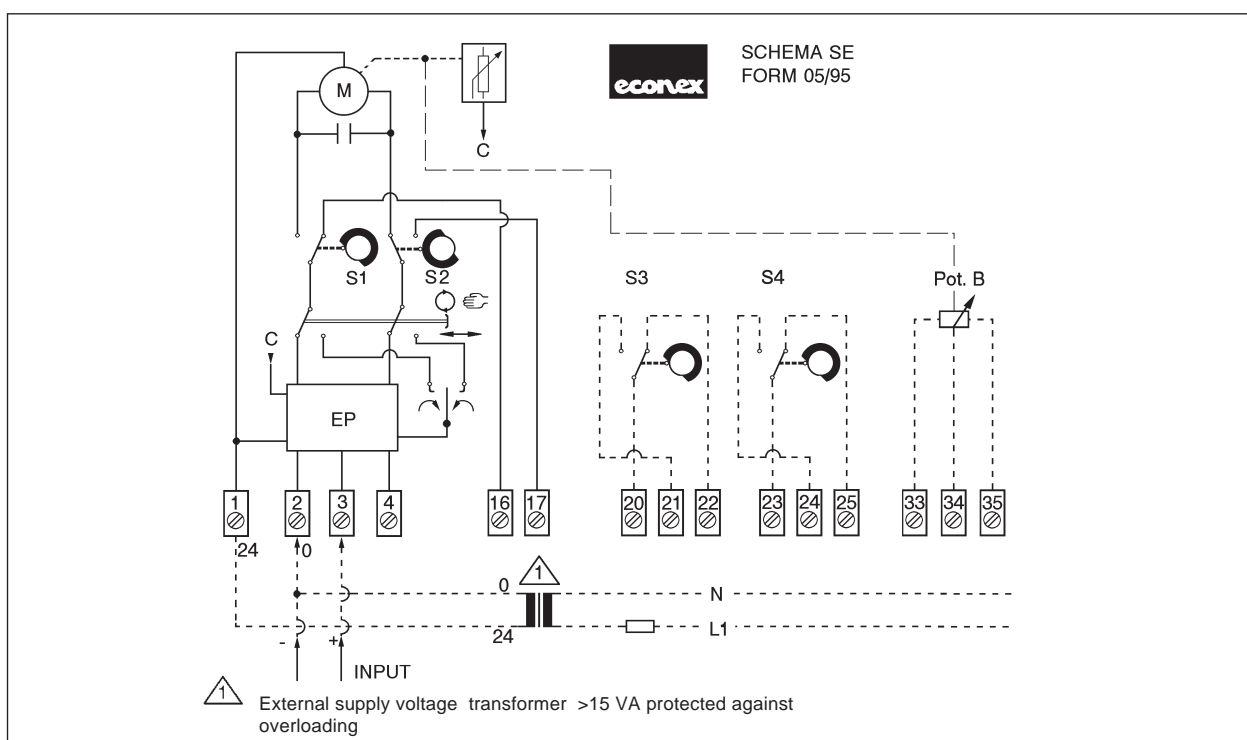 econex
SCHEMA SE
FORM 05/95
M
C
S1
S2
S3
S4
Pot. B
C
EP
1
2
3
4
16
17
20
21
22
23
24
25
33
34
35
24
0
0
1
N
24
L1
-
+
INPUT
1
External supply voltage transformer >15 VA protected against
overloading